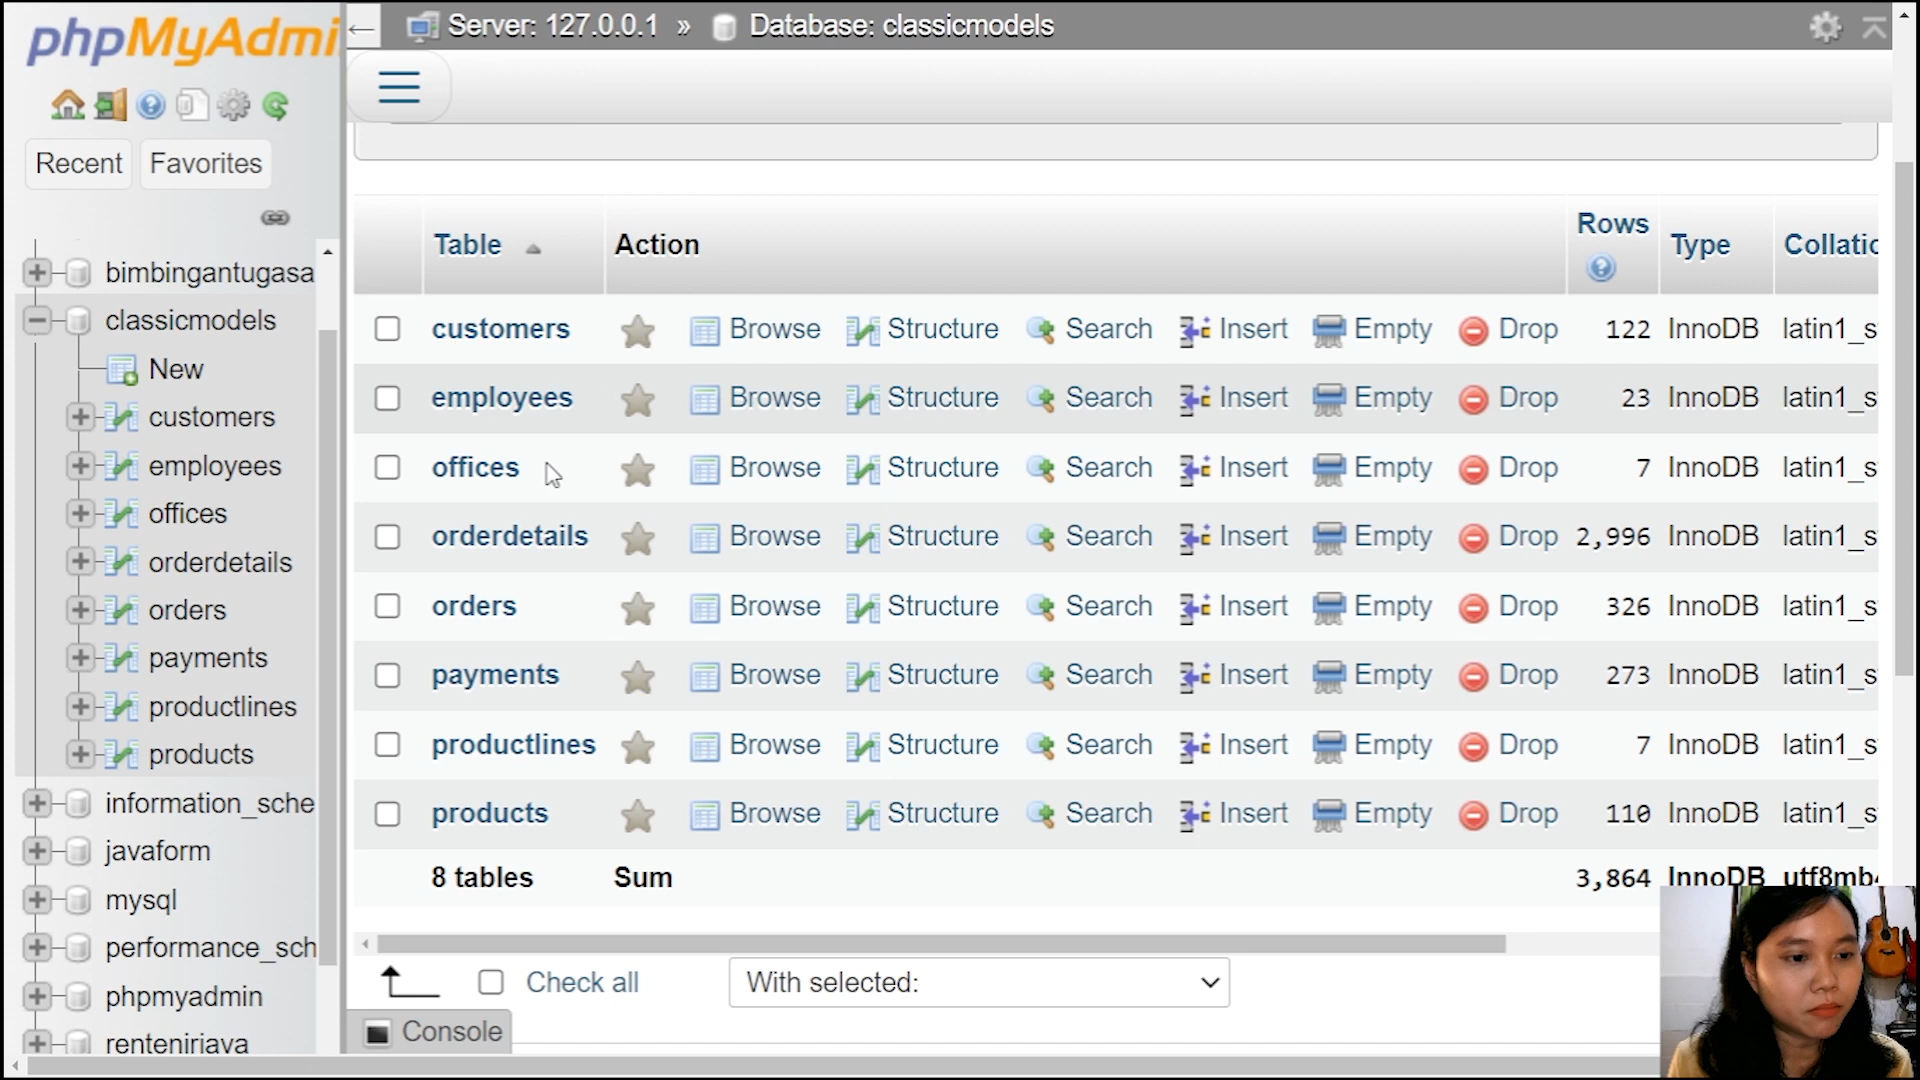 phpMyAdmi
Recent
Favorites
bimbingantugasa
classicmodels
New
customers
employees
offices
orderdetails
orders
payments
productlines
products
information_sche
javaform
mysql
performance_sch
phpmyadmin
rentenirjava
Server: 127.0.0.1 » Database: classicmodels
Table Action Rows Type Collatio
customers Browse Structure Search Insert Empty Drop 122 InnoDB latin1_s
employees Browse Structure Search Insert Empty Drop 23 InnoDB latin1_s
offices Browse Structure Search Insert Empty Drop 7 InnoDB latin1_s
orderdetails Browse Structure Search Insert Empty Drop 2,996 InnoDB latin1_s
orders Browse Structure Search Insert Empty Drop 326 InnoDB latin1_s
payments Browse Structure Search Insert Empty Drop 273 InnoDB latin1_s
productlines Browse Structure Search Insert Empty Drop 7 InnoDB latin1_s
products Browse Structure Search Insert Empty Drop 110 InnoDB latin1_s
8 tables Sum 3,864 InnoDB utf8mb4
Check all With selected:
Console